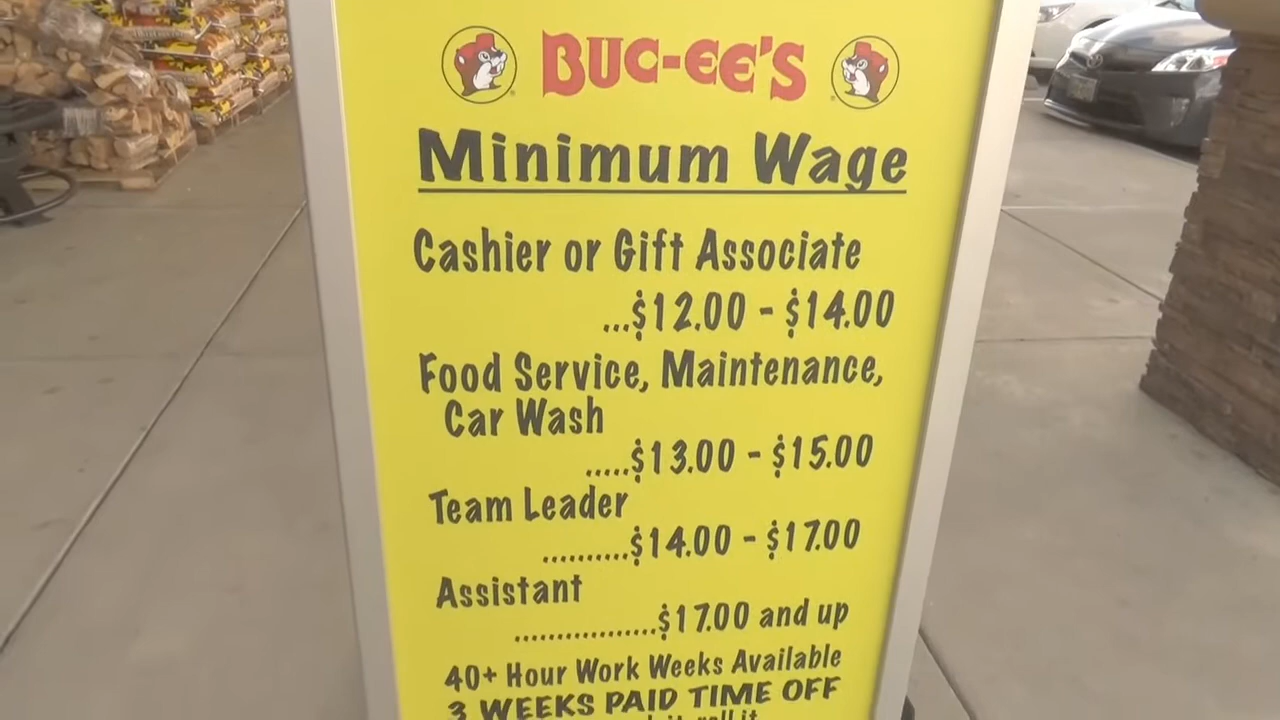 BUC-EE'S
Minimum Wage
Cashier or Gift Associate
...$12.00 - $14.00
Food Service, Maintenance,
Car Wash
.....$13.00 - $15.00
Team Leader
..........$14.00 - $17.00
Assistant
.................$17.00 and up
40+ Hour Work Weeks Available
3 WEEKS PAID TIME OFF